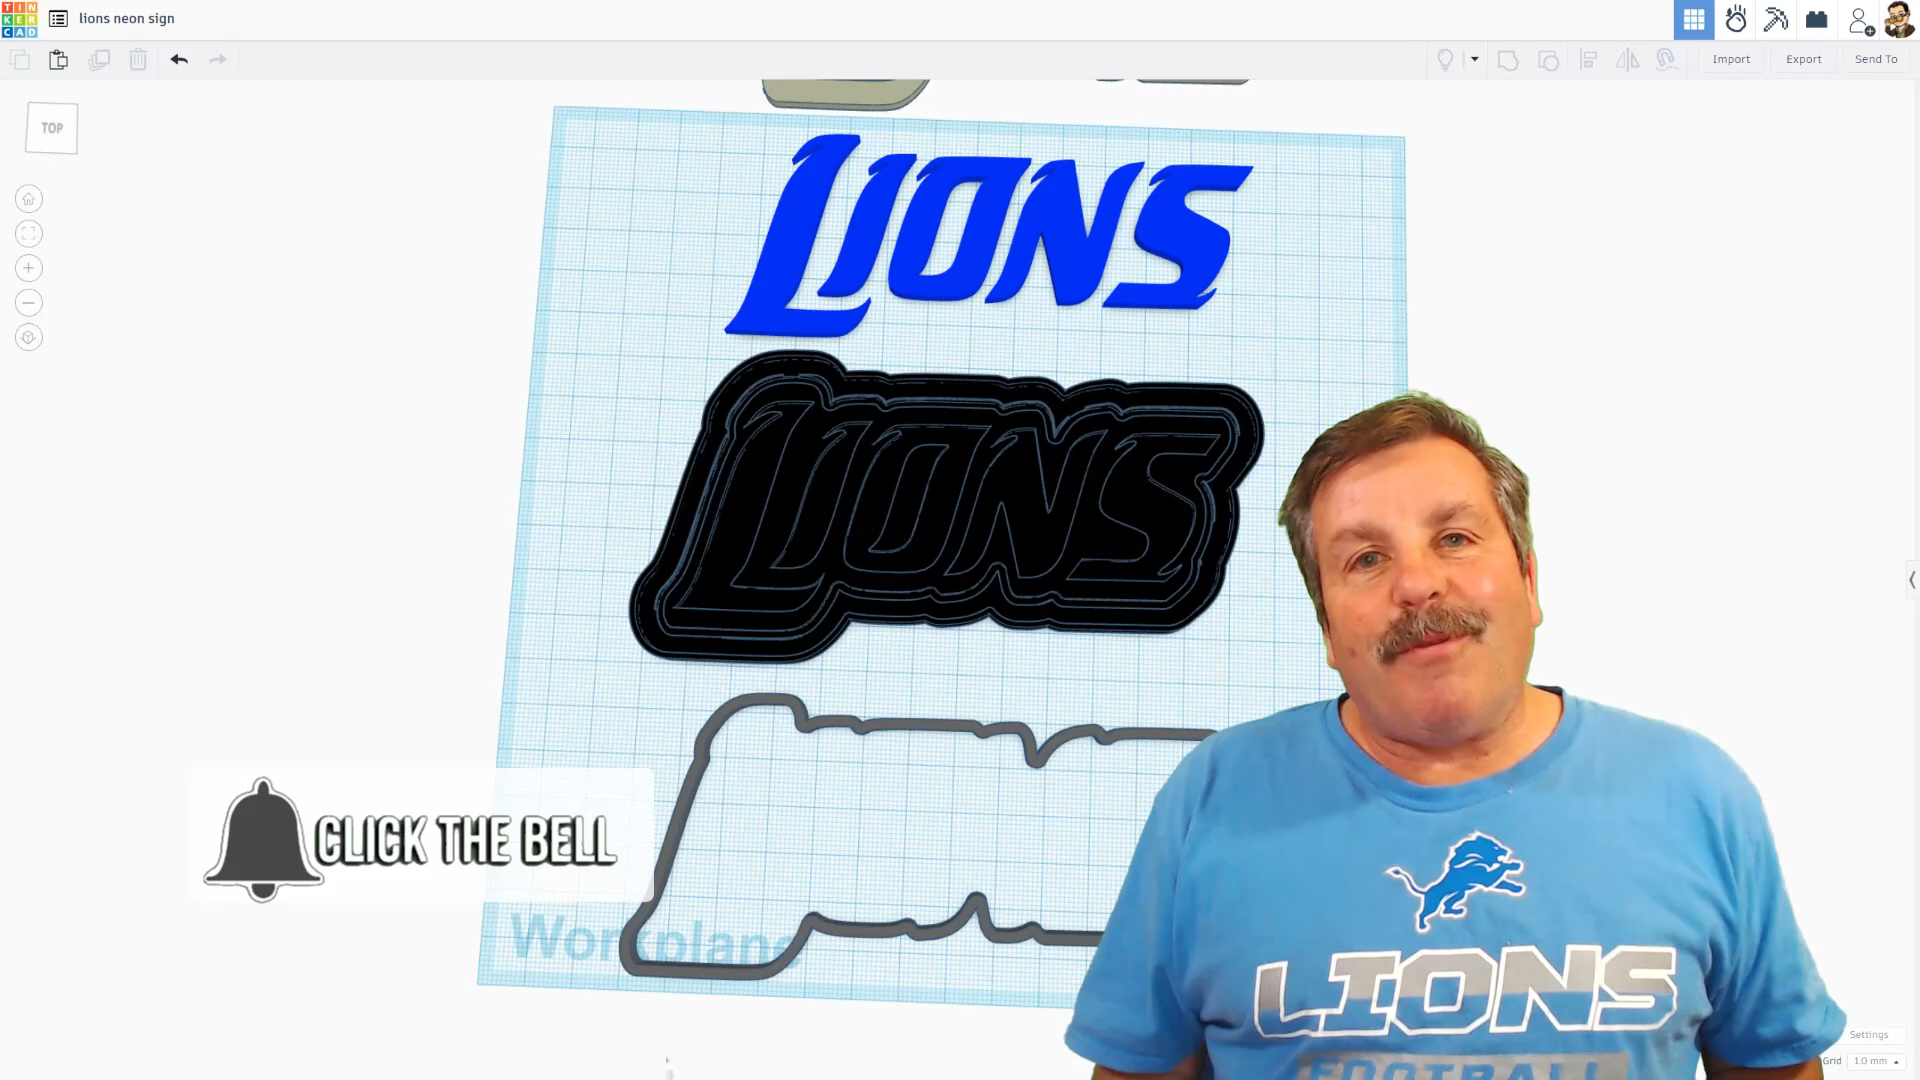 TIN
KER
CAD
lions neon sign
Import
Export
Send To
TOP
LIONS
LIONS
CLICK THE BELL
Workplane
LIONS
FOOTBALL
Settings
Grid
1.0 mm